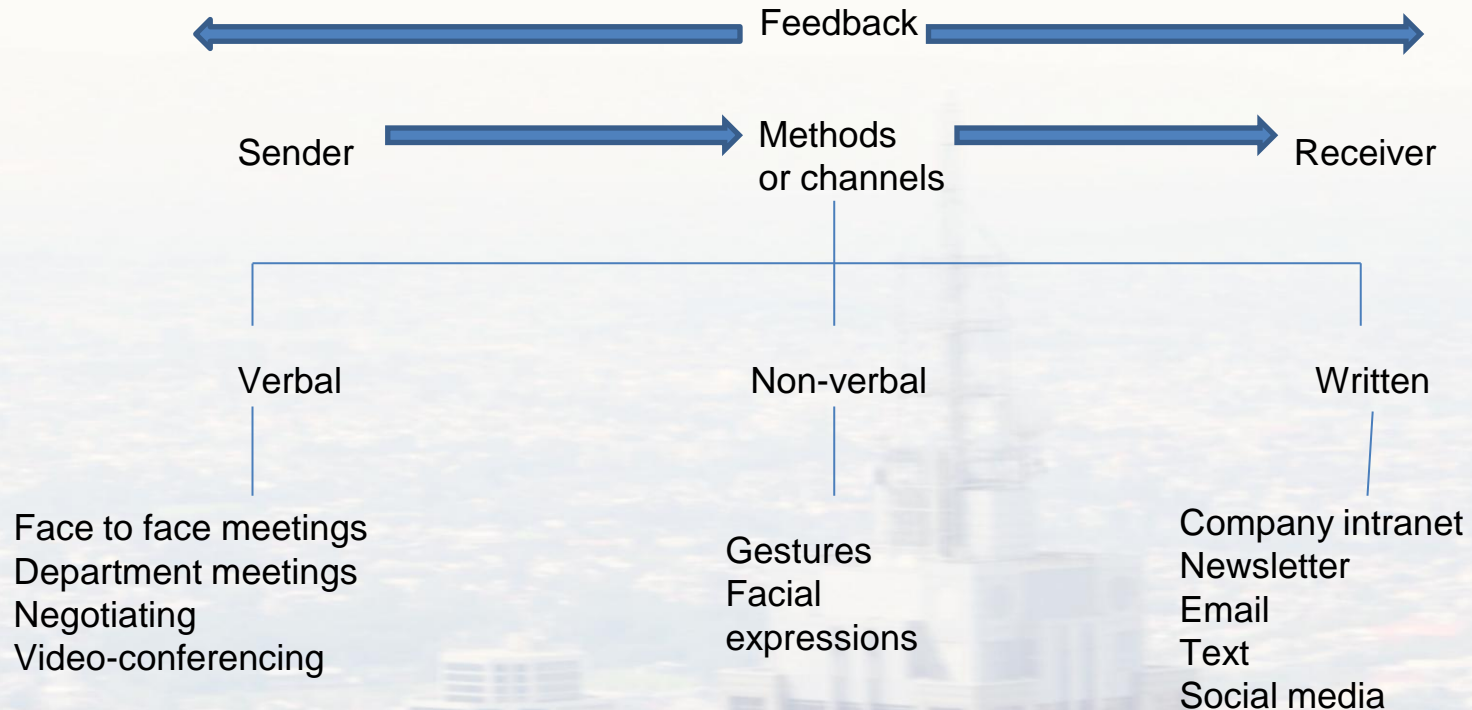 Feedback
Sender
Methods
or channels
Receiver
Verbal
Non-verbal
Written
Face to face meetings
Department meetings
Negotiating
Video-conferencing
Gestures
Facial
expressions
Company intranet
Newsletter
Email
Text
Social media